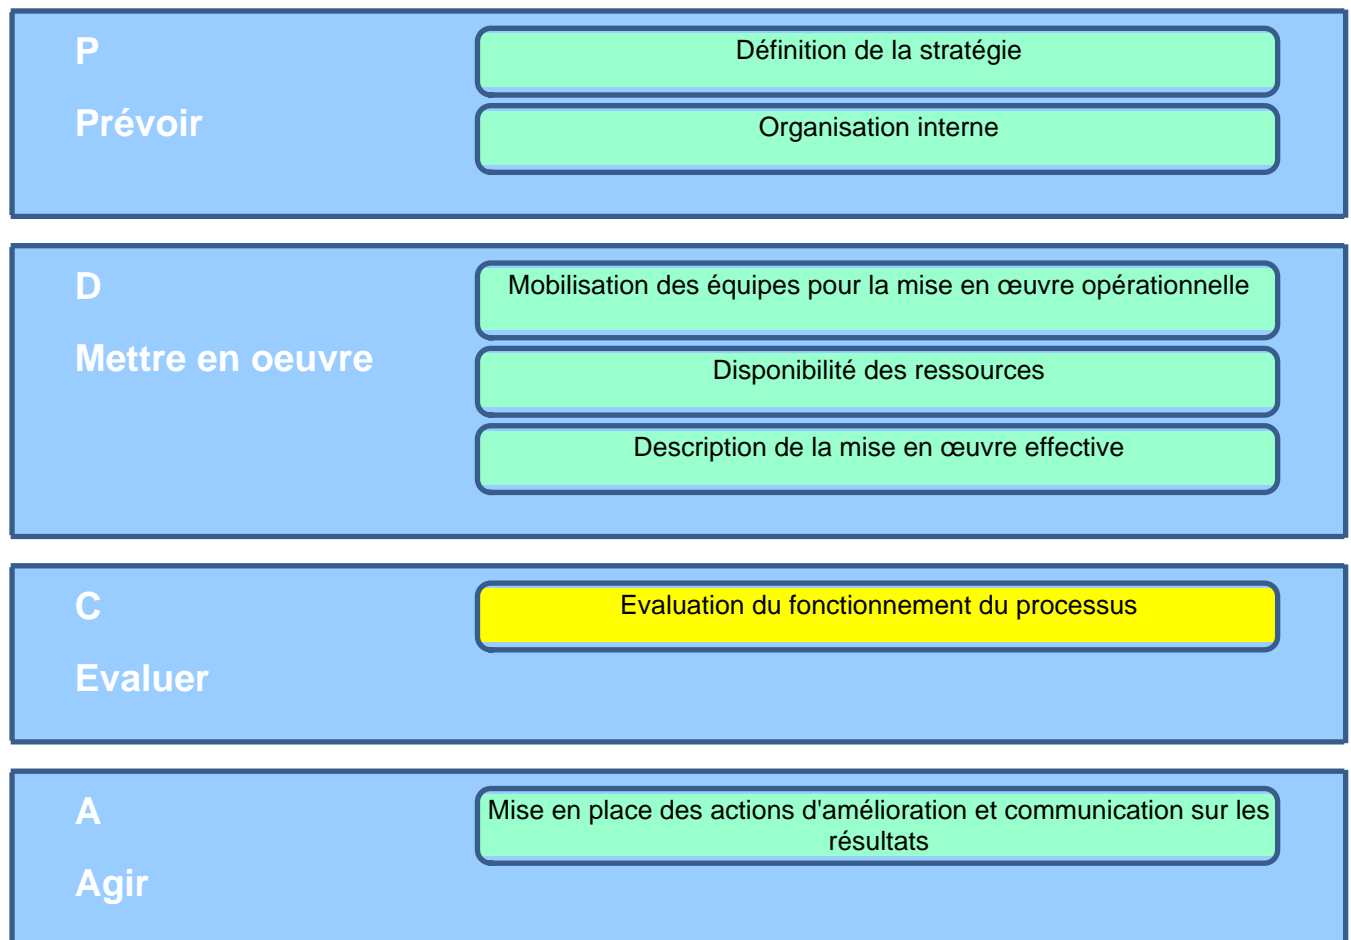 P
Prévoir
Définition de la stratégie
Organisation interne
D
Mettre en oeuvre
Mobilisation des équipes pour la mise en œuvre opérationnelle
Disponibilité des ressources
Description de la mise en œuvre effective
C
Evaluer
Evaluation du fonctionnement du processus
A
Agir
Mise en place des actions d'amélioration et communication sur les
résultats